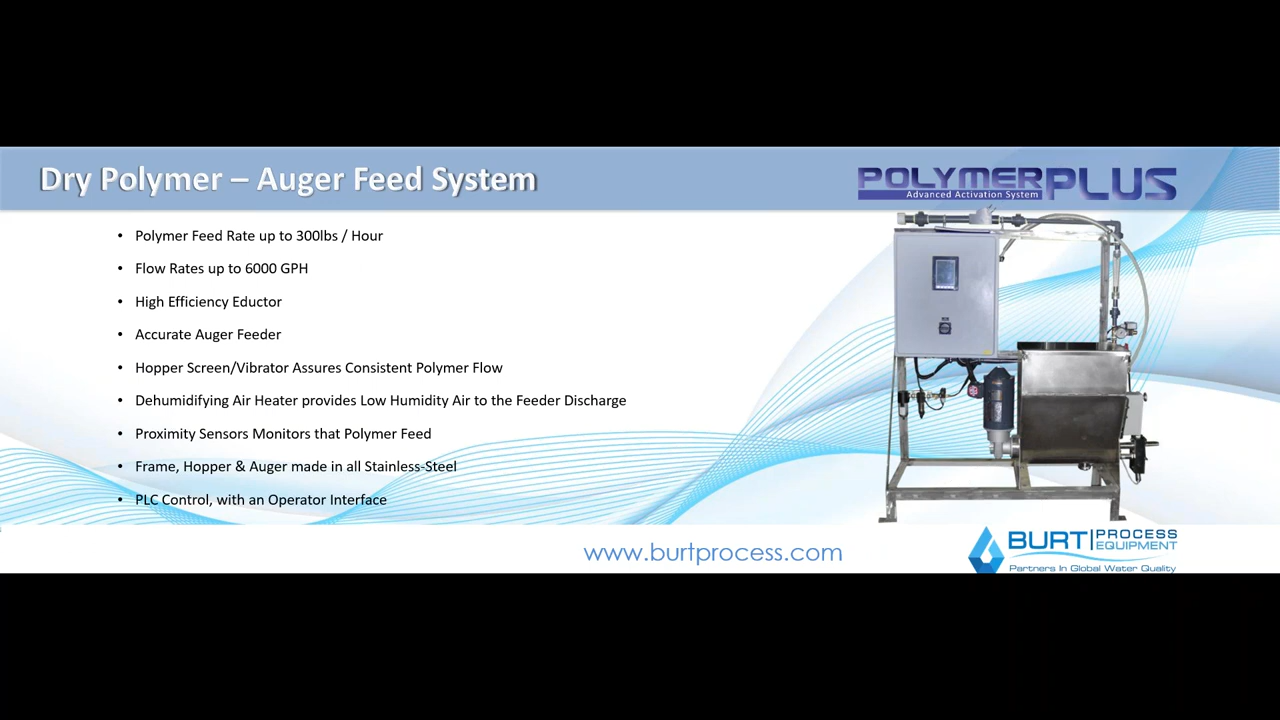 Dry Polymer – Auger Feed System
POLYMERPLUS
Advanced Activation System
• Polymer Feed Rate up to 300lbs / Hour
• Flow Rates up to 6000 GPH
• High Efficiency Eductor
• Accurate Auger Feeder
• Hopper Screen/Vibrator Assures Consistent Polymer Flow
• Dehumidifying Air Heater provides Low Humidity Air to the Feeder Discharge
• Proximity Sensors Monitors that Polymer Feed
• Frame, Hopper & Auger made in all Stainless-Steel
• PLC Control, with an Operator Interface
www.burtprocess.com
BURT PROCESS
EQUIPMENT
Partners In Global Water Quality